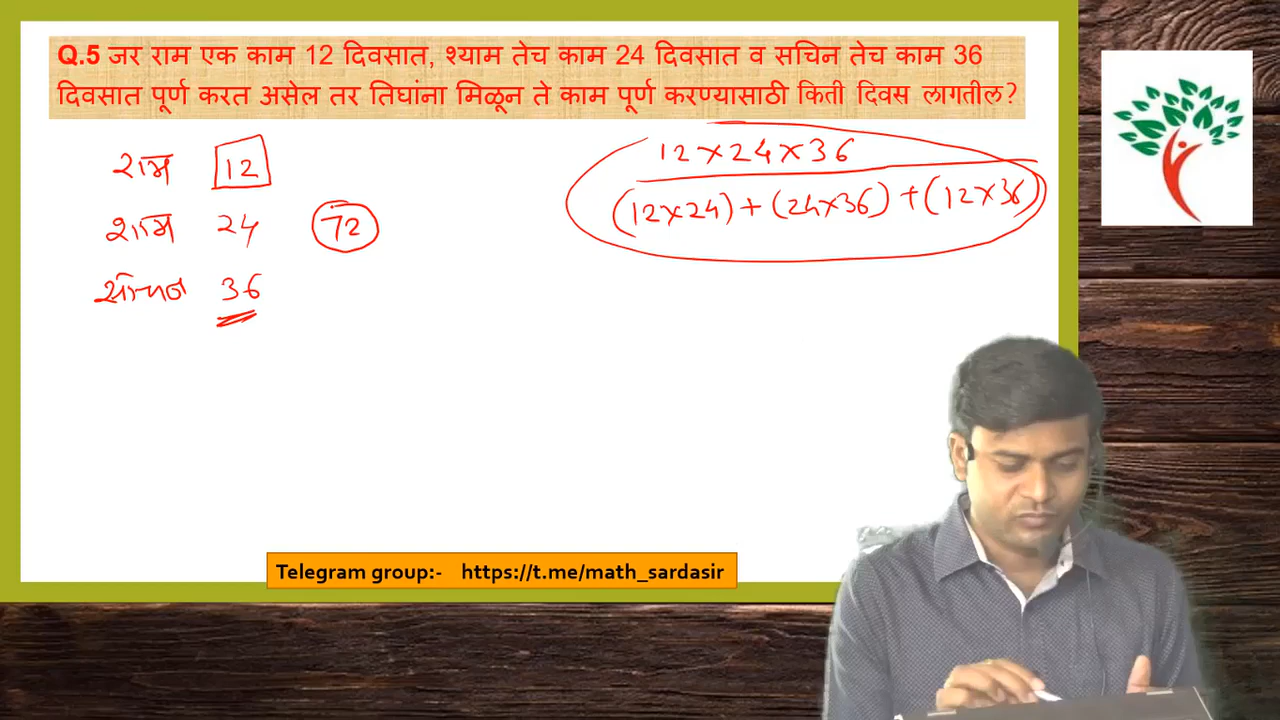 Q.5 जर राम एक काम 12 दिवसात, श्याम तेच काम 24 दिवसात व सचिन तेच काम 36
दिवसात पूर्ण करत असेल तर तिघांना मिळून ते काम पूर्ण करण्यासाठी किती दिवस लागतील?
राम 12
शाम 24 72
सचिन 36
12×24×36
(12×24)+(24×36)+(12×36)
Telegram group:- https://t.me/math_sardasir